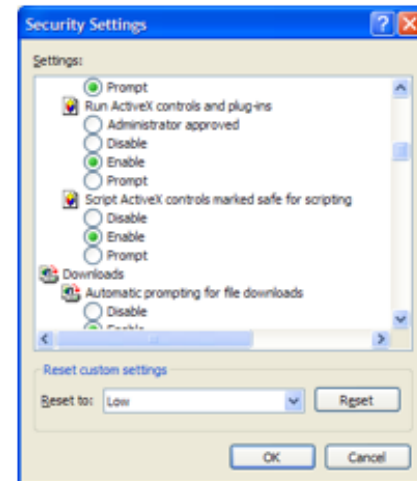 Security Settings
Settings:
Prompt
Run ActiveX controls and plug-ins
Administrator approved
Disable
Enable
Prompt
Script ActiveX controls marked safe for scripting
Disable
Enable
Prompt
Downloads
Automatic prompting for file downloads
Disable
Enable
Reset custom settings
Reset to: Low Reset
OK Cancel